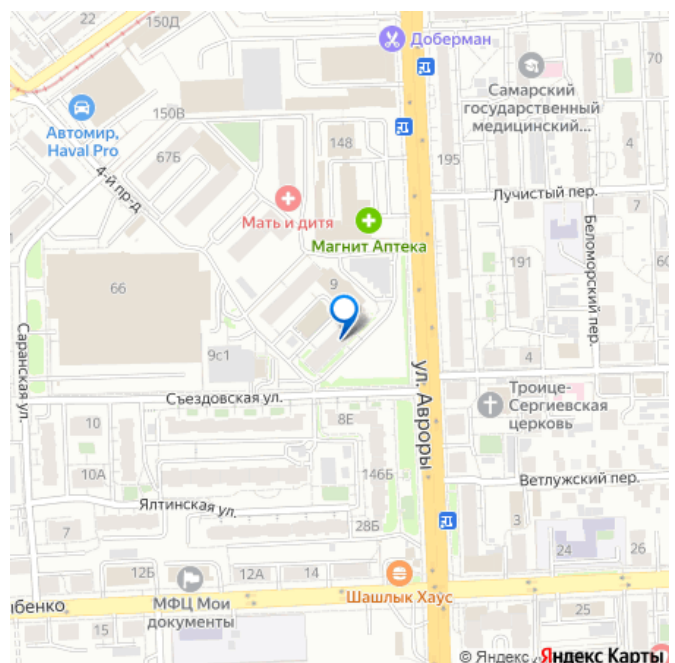 150Д
Доберман
70
Самарский
государственный
медицинский...
Автомир,
Haval Pro
150В
67Б
148
195
4
4-й пр-д
Лучистый пер.
7
Мать и дитя
Магнит Аптека
Беломорский пер.
191
66
9
Саранская ул.
9с1
4
ул. Авроры
Съездовская ул.
Троице-
Сергиевская
церковь
10
8Е
10А
146Б
Ветлужский пер.
Ялтинская ул.
7
28Б
3
24
26
12Б
12А
14
МФЦ Мои
документы
Шашлык Хаус
25
15
© Яндекс
Яндекс Карты